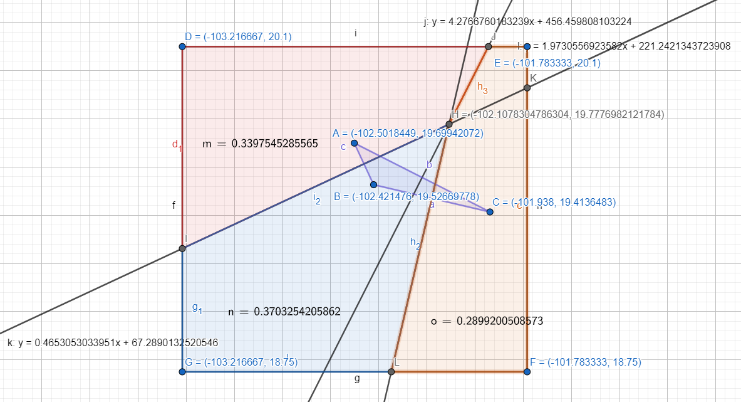 j: y = 4.2766760183239x + 456.459808103224
D = (-103.216667, 20.1)
i
J
= 1.9730556923582x + 221.2421343723908
E = (-101.783333, 20.1)
K
h3
H = (-102.1078304786304, 19.7776982121784)
A = (-102.5018449, 19.69942072)
d1
m = 0.3397545285565
c
b
B = (-102.421476, 19.52669778)
l2
a
C = (-101.938, 19.4136483)
f
I
h2
g1
n = 0.3703254205862
o = 0.2899200508573
k: y = 0.4653053033951x + 67.2890132520546
G = (-103.216667, 18.75)
L
F = (-101.783333, 18.75)
g